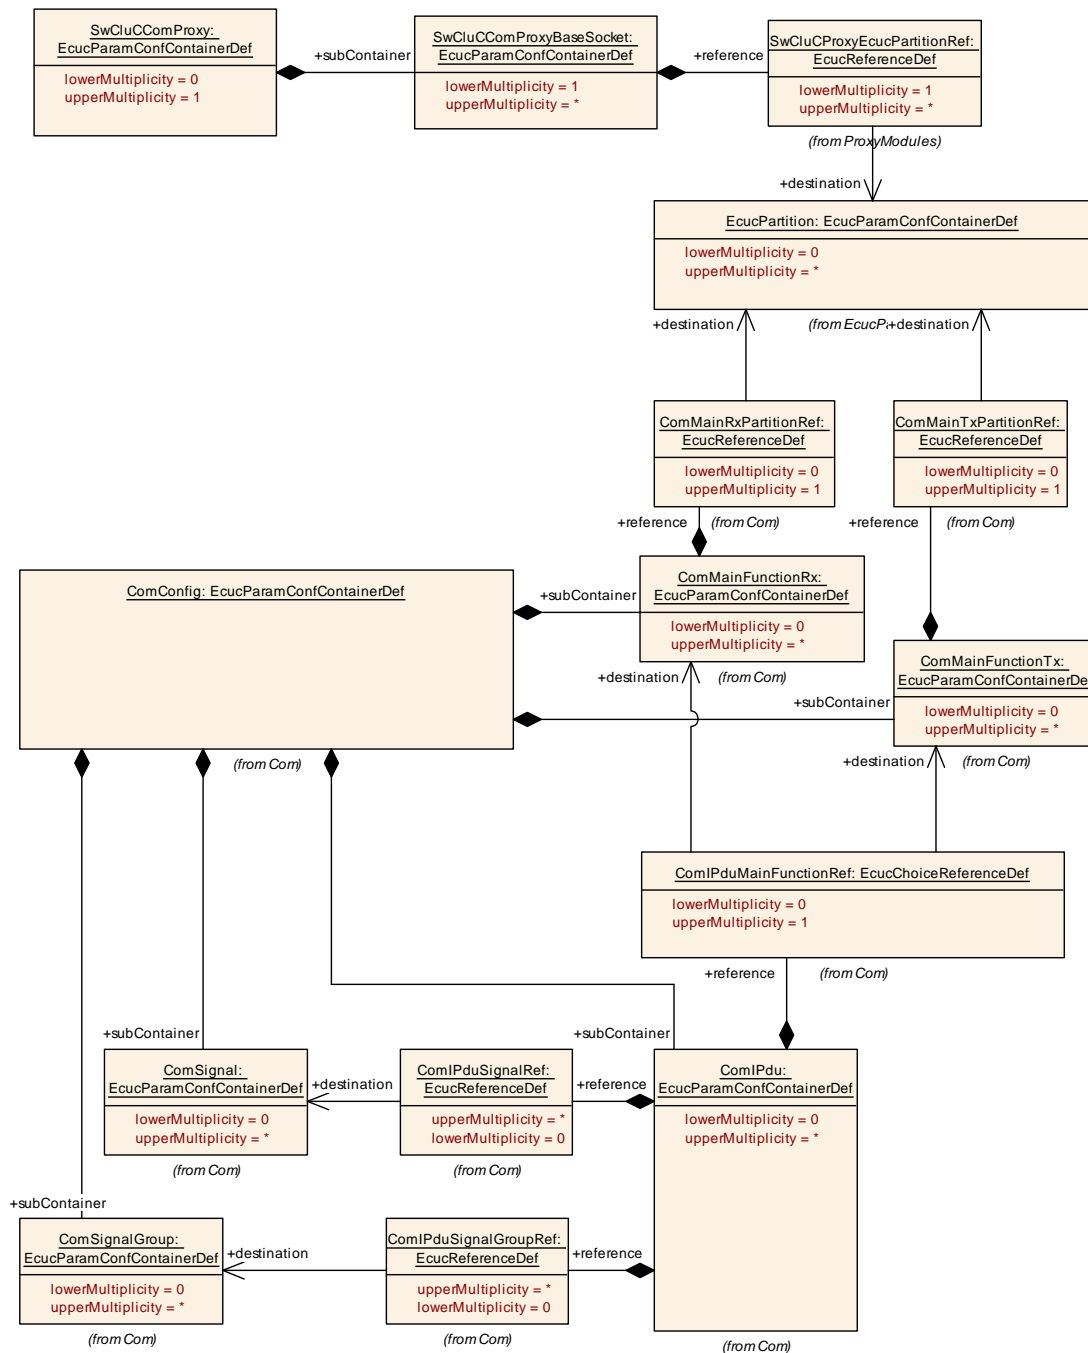 SwCluCComProxy:
EcucParamConfContainerDef
lowerMultiplicity = 0
upperMultiplicity = 1
+subContainer
SwCluCComProxyBaseSocket:
EcucParamConfContainerDef
lowerMultiplicity = 1
upperMultiplicity = *
+reference
SwCluCProxyEcucPartitionRef:
EcucReferenceDef
lowerMultiplicity = 1
upperMultiplicity = *
(from ProxyModules)
+destination
EcucPartition: EcucParamConfContainerDef
lowerMultiplicity = 0
upperMultiplicity = *
+destination
(from EcucPa
+destination
ComMainRxPartitionRef:
EcucReferenceDef
lowerMultiplicity = 0
upperMultiplicity = 1
+reference
(from Com)
ComMainTxPartitionRef:
EcucReferenceDef
lowerMultiplicity = 0
upperMultiplicity = 1
+reference
(from Com)
ComConfig: EcucParamConfContainerDef
(from Com)
+subContainer
ComMainFunctionRx:
EcucParamConfContainerDef
lowerMultiplicity = 0
upperMultiplicity = *
+destination
(from Com)
+subContainer
ComMainFunctionTx:
EcucParamConfContainerDe
lowerMultiplicity = 0
upperMultiplicity = *
+destination
(from Com)
ComIPduMainFunctionRef: EcucChoiceReferenceDef
lowerMultiplicity = 0
upperMultiplicity = 1
+reference
(from Com)
+subContainer
ComSignal:
EcucParamConfContainerDef
lowerMultiplicity = 0
upperMultiplicity = *
(from Com)
+destination
ComIPduSignalRef:
EcucReferenceDef
upperMultiplicity = *
lowerMultiplicity = 0
(from Com)
+reference
+subContainer
ComIPdu:
EcucParamConfContainerDef
lowerMultiplicity = 0
upperMultiplicity = *
(from Com)
+subContainer
ComSignalGroup:
EcucParamConfContainerDef
lowerMultiplicity = 0
upperMultiplicity = *
(from Com)
+destination
ComIPduSignalGroupRef:
EcucReferenceDef
upperMultiplicity = *
lowerMultiplicity = 0
(from Com)
+reference